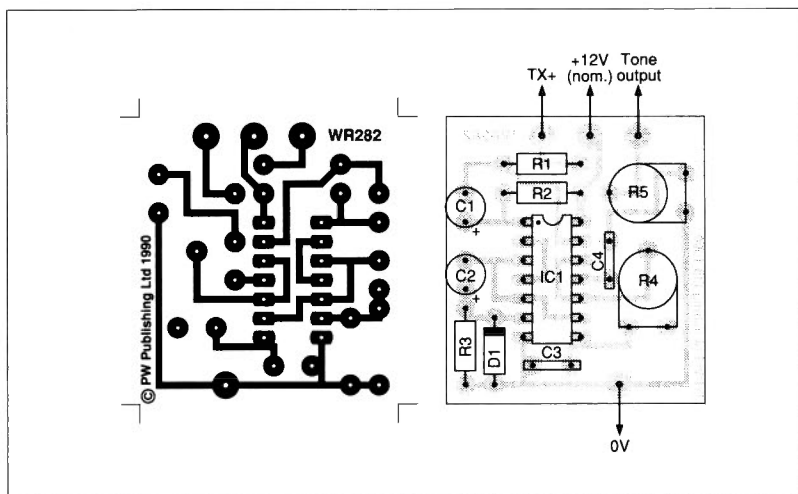 WR282
© PW Publishing Ltd 1990
+12V Tone
TX+ (nom.) output
R1
R2
R5
C1
+
C2
+
IC1
C4
R4
R3
D1
C3
0V